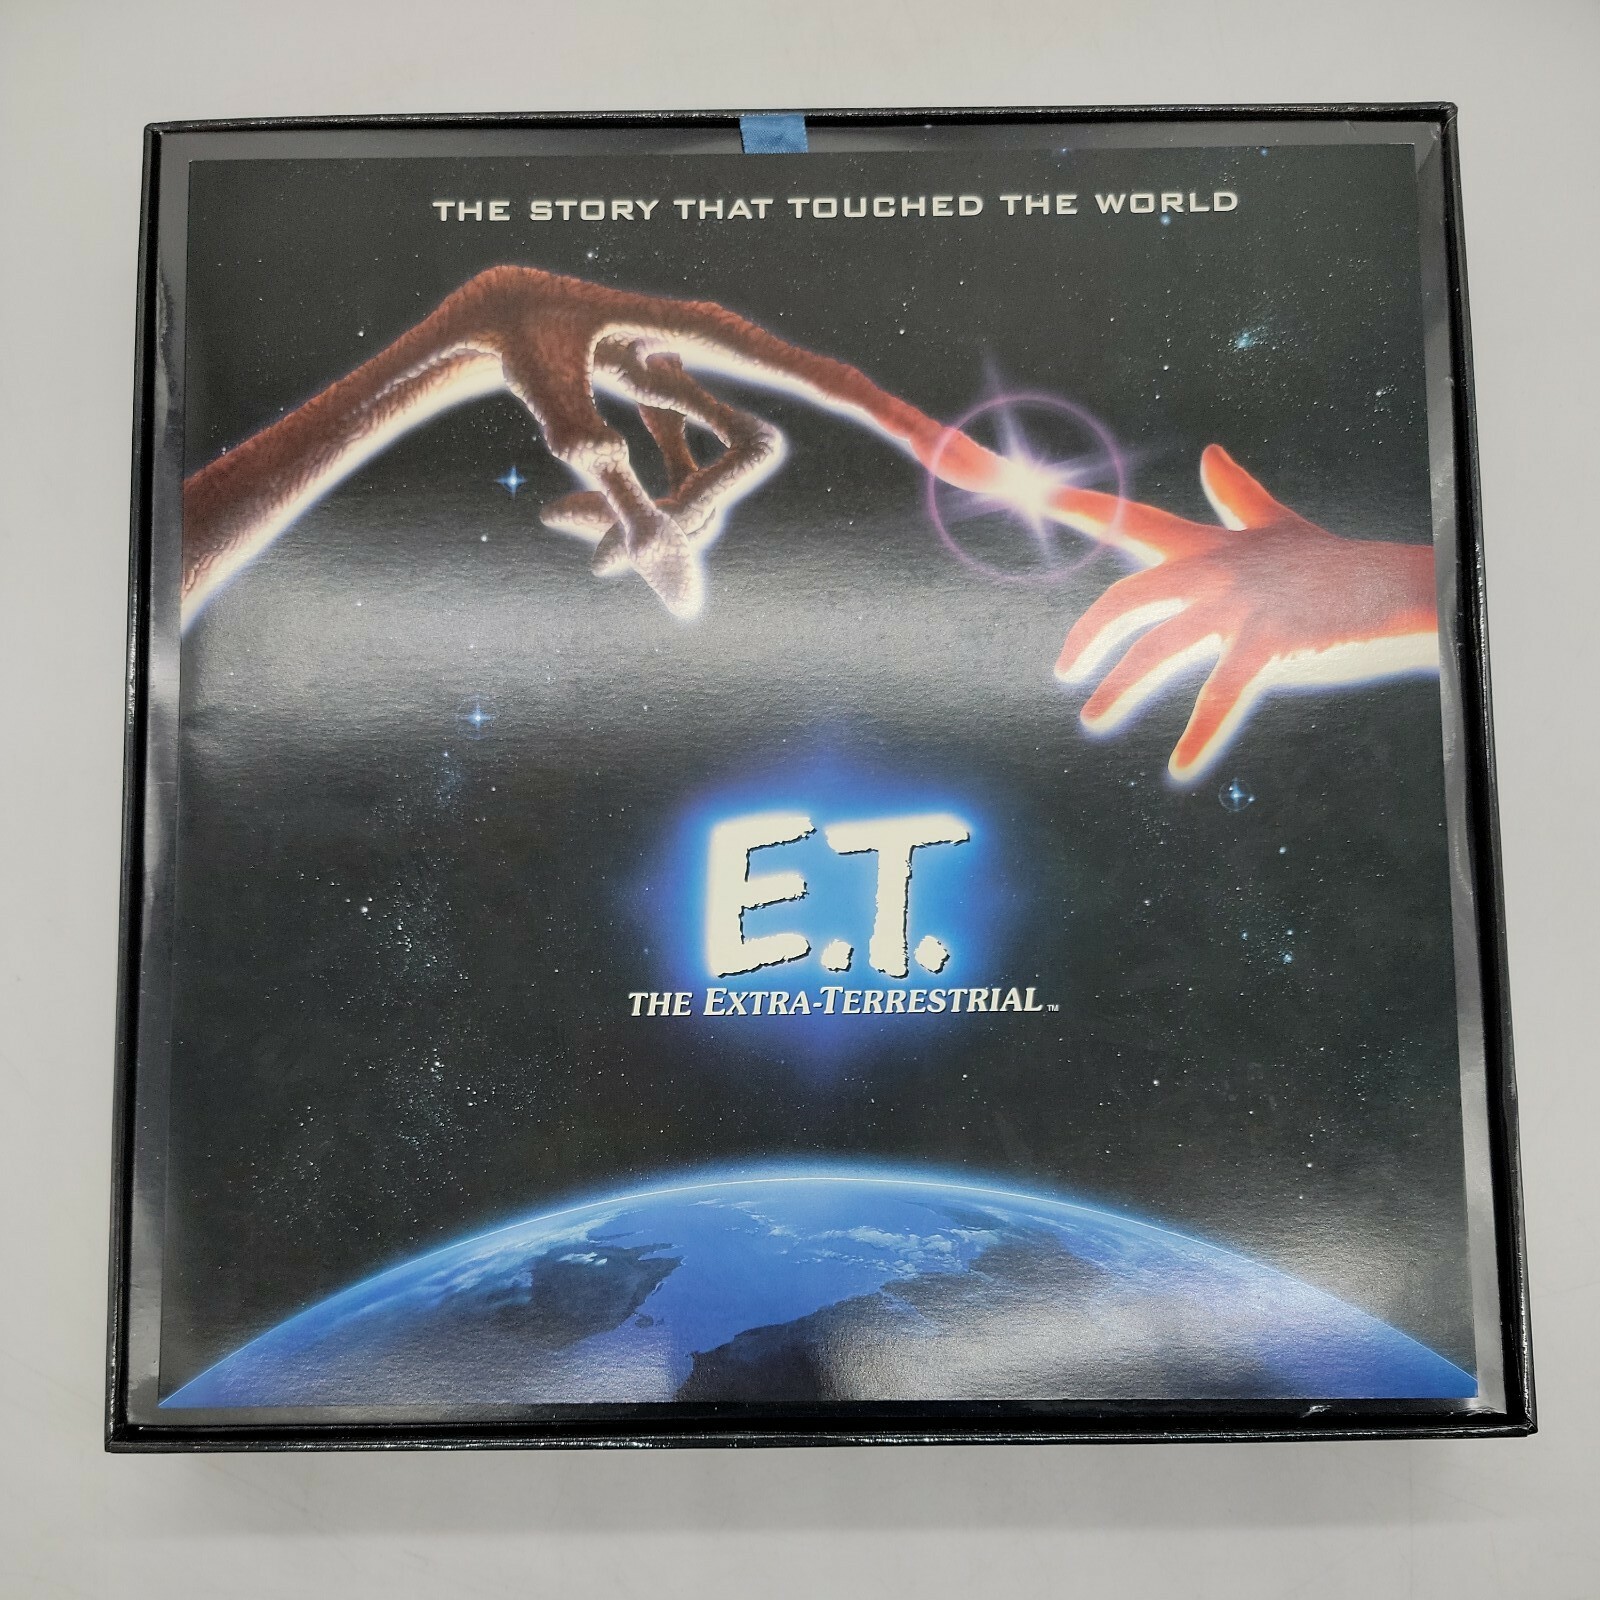 THE STORY THAT TOUCHED THE WORLD
E.T.
THE EXTRA-TERRESTRIAL™